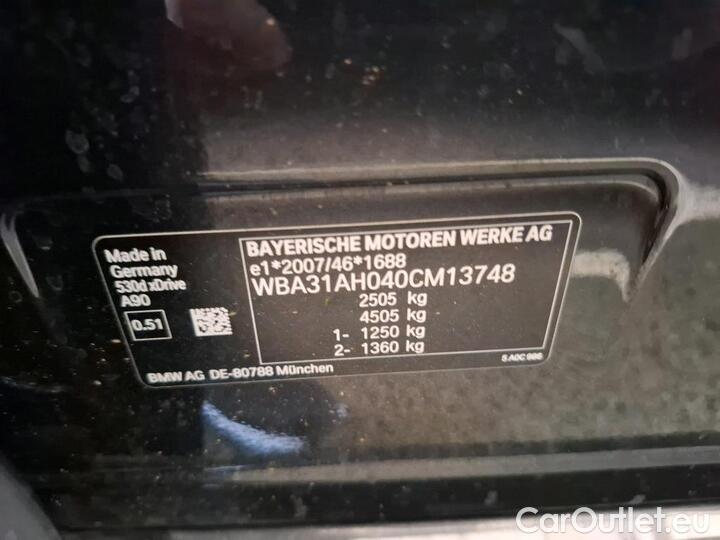 Made in
Germany
530d xDrive
A90
0.51
BAYERISCHE MOTOREN WERKE AG
e1*2007/46*1688
WBA31AH040CM13748
2505 kg
4505 kg
1- 1250 kg
2- 1360 kg
BMW AG DE-80788 München
CarOutlet.eu